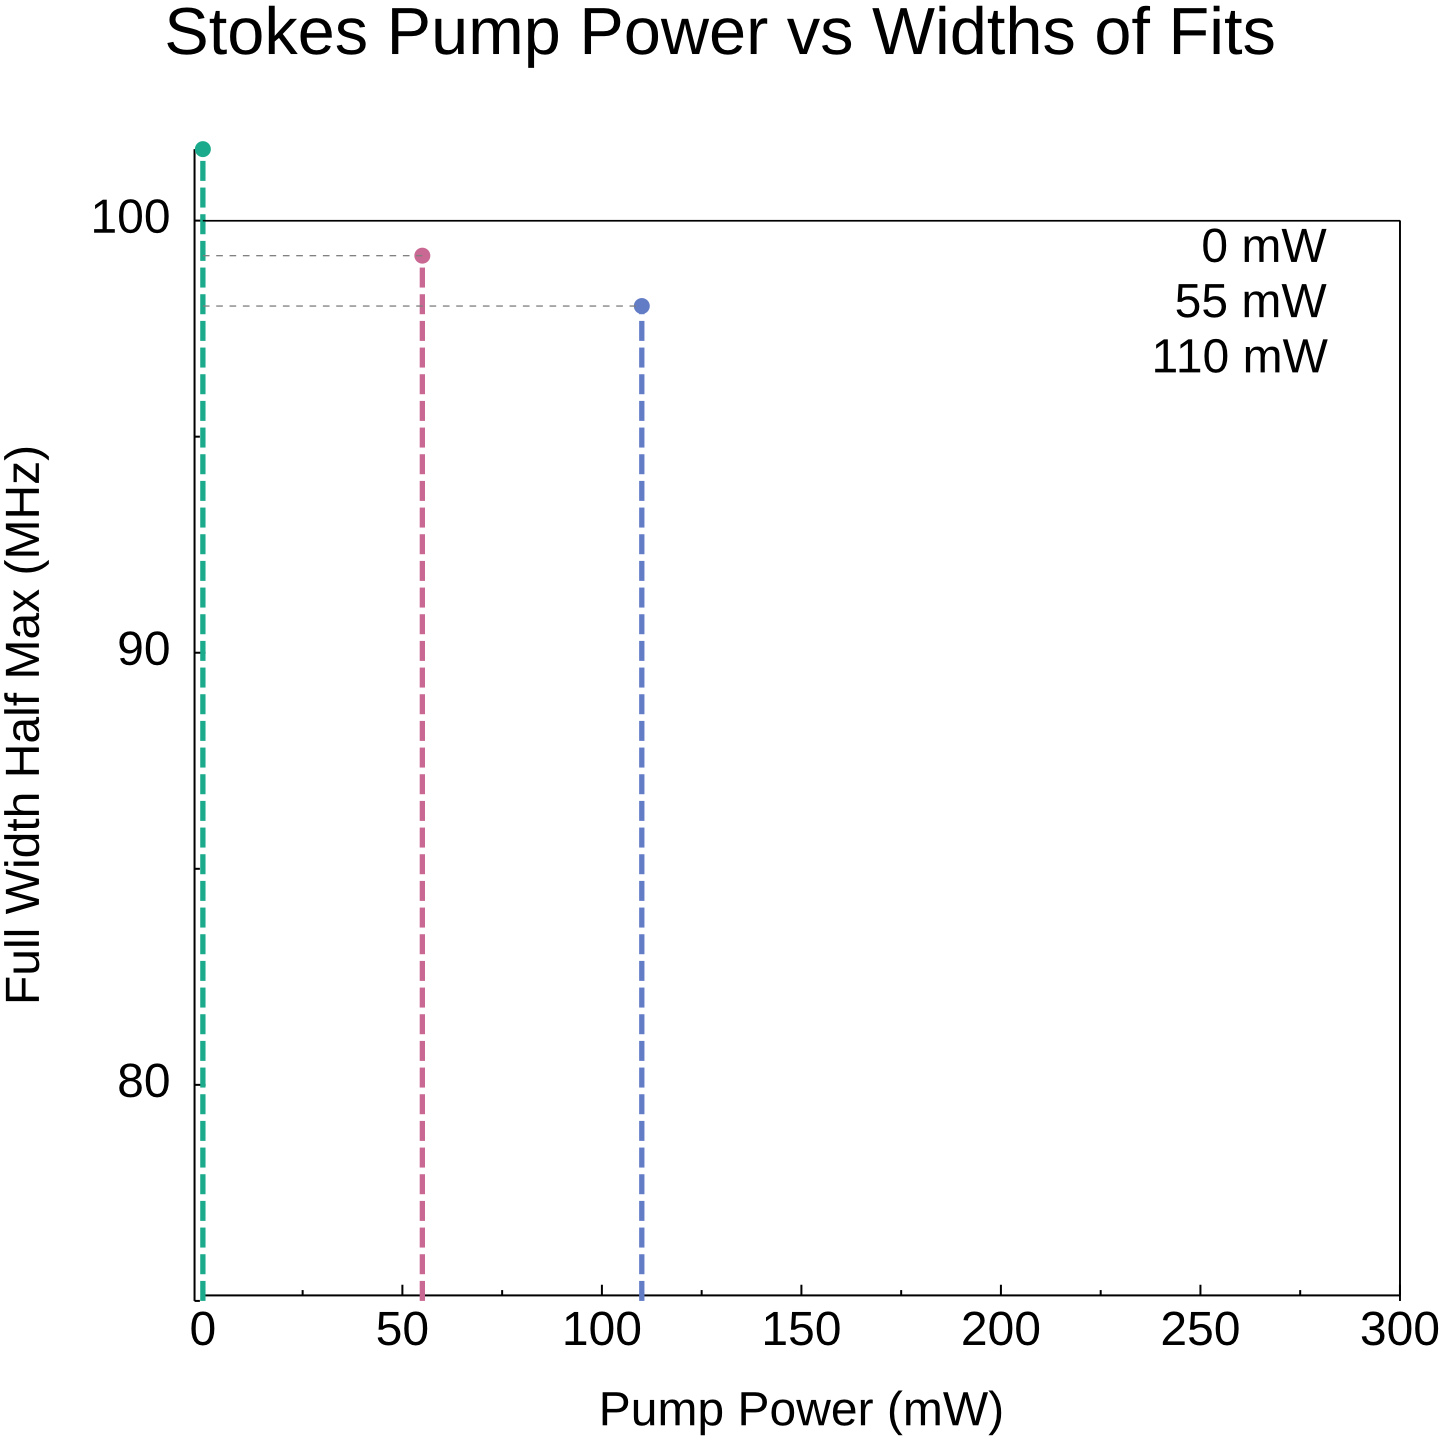 Stokes Pump Power vs Widths of Fits
100
0 mW
55 mW
110 mW
Full Width Half Max (MHz)
90
80
0 50 100 150 200 250 300
Pump Power (mW)